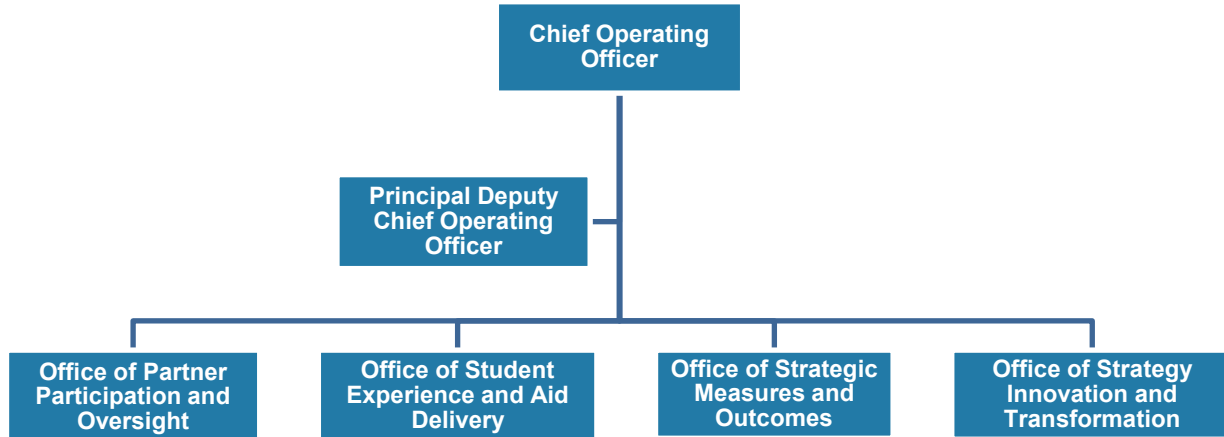 Chief Operating
Officer
Principal Deputy
Chief Operating
Officer
Office of Partner
Participation and
Oversight
Office of Student
Experience and Aid
Delivery
Office of Strategic
Measures and
Outcomes
Office of Strategy
Innovation and
Transformation